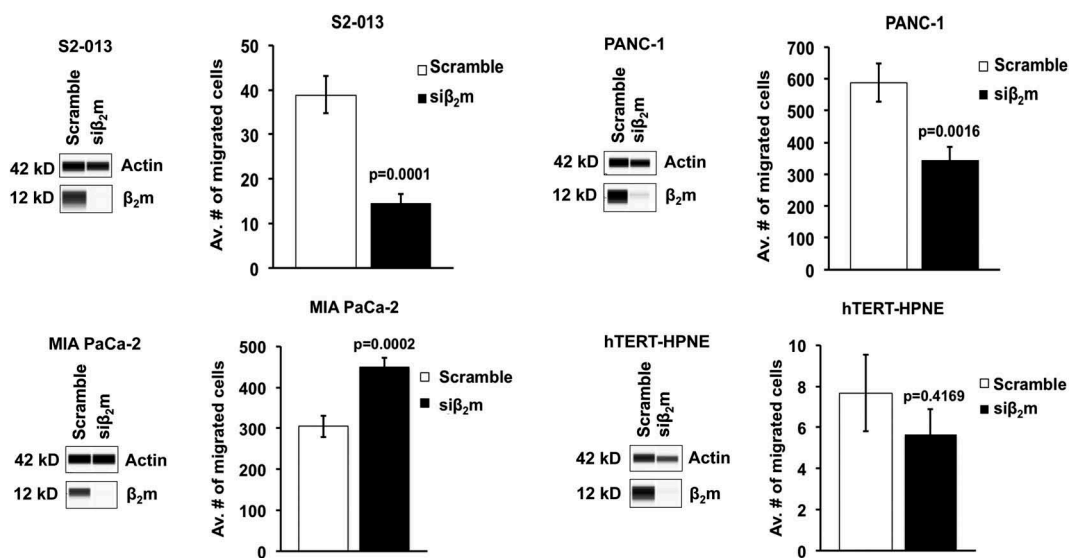 S2-013
Scramble
siβ₂m
42 kD
Actin
12 kD
β₂m
S2-013
Av. # of migrated cells
50
40
30
20
10
0
p=0.0001
Scramble
siβ₂m
PANC-1
Scramble
siβ₂m
42 kD
Actin
12 kD
β₂m
PANC-1
Av. # of migrated cells
700
600
500
400
300
200
100
0
p=0.0016
Scramble
siβ₂m
MIA PaCa-2
Scramble
siβ₂m
42 kD
Actin
12 kD
β₂m
MIA PaCa-2
Av. # of migrated cells
500
400
300
200
100
0
p=0.0002
Scramble
siβ₂m
hTERT-HPNE
Scramble
siβ₂m
42 kD
Actin
12 kD
β₂m
hTERT-HPNE
Av. # of migrated cells
10
8
6
4
2
0
p=0.4169
Scramble
siβ₂m